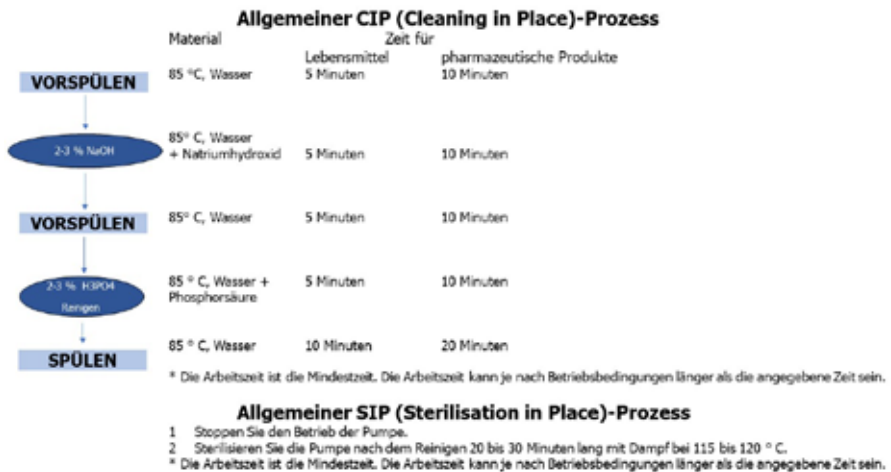 Allgemeiner CIP (Cleaning in Place)-Prozess
Material Zeit für
Lebensmittel pharmazeutische Produkte
VORSPÜLEN 85 °C, Wasser 5 Minuten 10 Minuten
85° C, Wasser
2-3 % NaOH + Natriumhydroxid 5 Minuten 10 Minuten
VORSPÜLEN 85° C, Wasser 5 Minuten 10 Minuten
2-3 % H3PO4 85 ° C, Wasser + 5 Minuten 10 Minuten
Reinigen Phosphorsäure
SPÜLEN 85 ° C, Wasser 10 Minuten 20 Minuten
* Die Arbeitszeit ist die Mindestzeit. Die Arbeitszeit kann je nach Betriebsbedingungen länger als die angegebene Zeit sein.
Allgemeiner SIP (Sterilisation in Place)-Prozess
1 Stoppen Sie den Betrieb der Pumpe.
2 Sterilisieren Sie die Pumpe nach dem Reinigen 20 bis 30 Minuten lang mit Dampf bei 115 bis 120 ° C.
* Die Arbeitszeit ist die Mindestzeit. Die Arbeitszeit kann je nach Betriebsbedingungen länger als die angegebene Zeit sein.